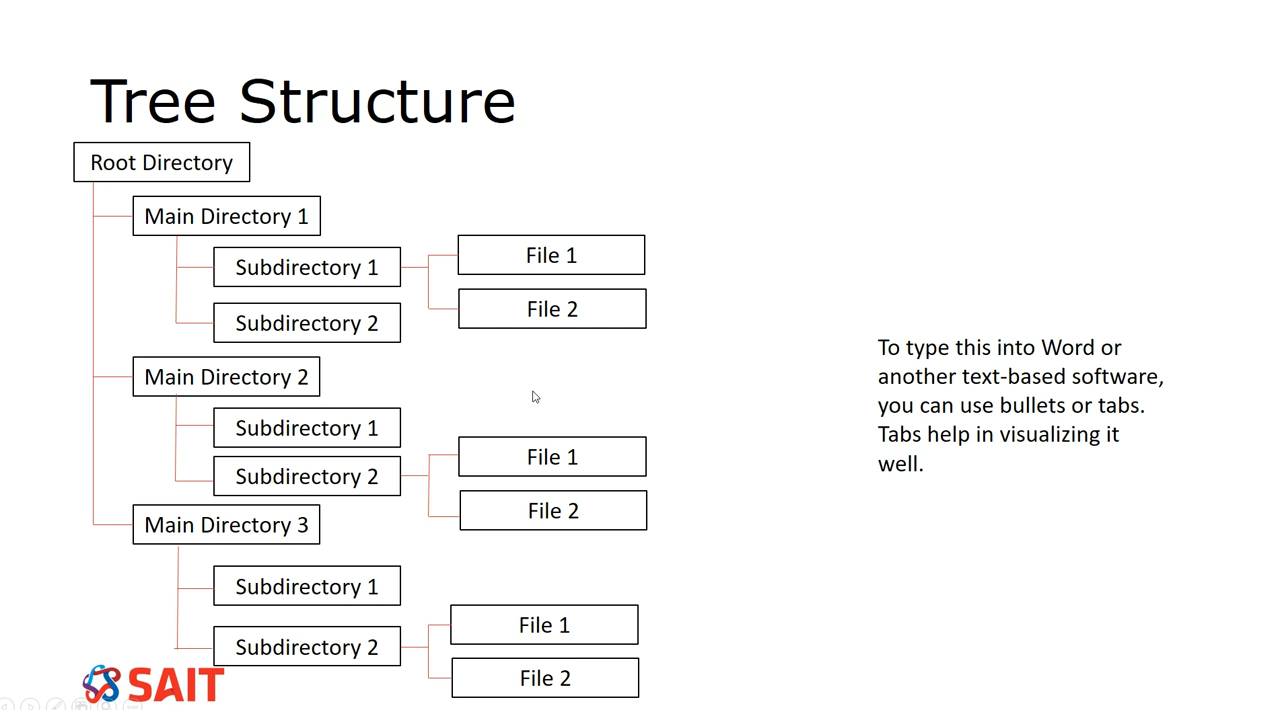 Tree Structure
Root Directory
Main Directory 1
Subdirectory 1
File 1
File 2
Subdirectory 2
Main Directory 2
Subdirectory 1
Subdirectory 2
File 1
File 2
Main Directory 3
Subdirectory 1
Subdirectory 2
File 1
File 2
To type this into Word or
another text-based software,
you can use bullets or tabs.
Tabs help in visualizing it
well.
SAIT